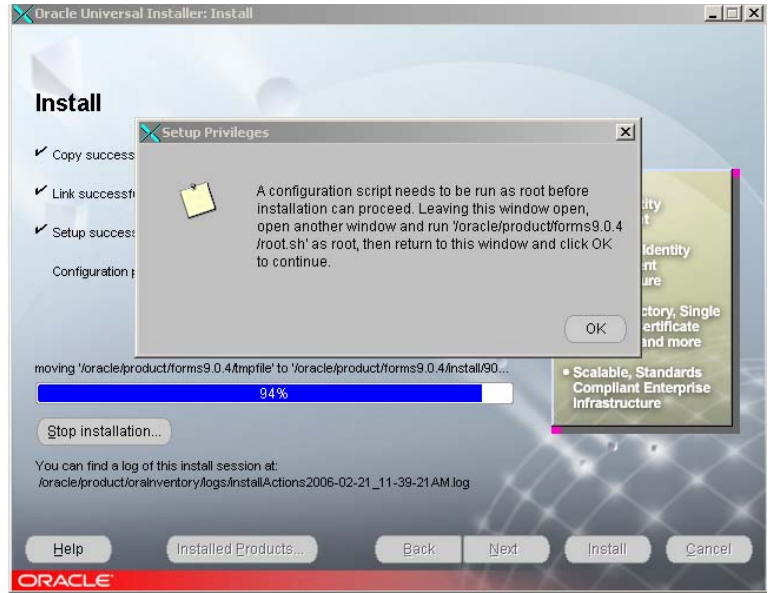 Oracle Universal Installer: Install
Install
Setup Privileges
Copy success
Link successf
Setup success
Configuration p
A configuration script needs to be run as root before
installation can proceed. Leaving this window open,
open another window and run '/oracle/product/forms9.0.4
/root.sh' as root, then return to this window and click OK
to continue.
OK
ity
t
Identity
ent
ure
ctory, Single
ertificate
and more
• Scalable, Standards
Compliant Enterprise
Infrastructure
moving '/oracle/product/forms9.0.4/tmpfile' to '/oracle/product/forms9.0.4/install/90...
94%
Stop installation...
You can find a log of this install session at:
/oracle/product/oraInventory/logs/installActions2006-02-21_11-39-21AM.log
Help
Installed Products...
Back
Next
Install
Cancel
ORACLE